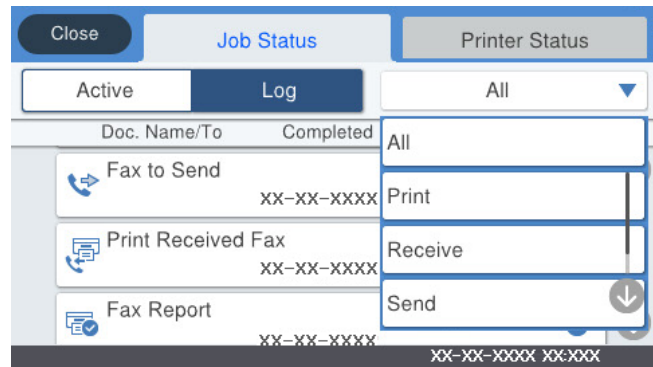 Close
Job Status
Printer Status
Active
Log
All
Doc. Name/To
Completed
All
Print
Receive
Send
Fax to Send
XX-XX-XXXX
Print Received Fax
XX-XX-XXXX
Fax Report
XX-XX-XXXX
XX-XX-XXXX XX:XXX